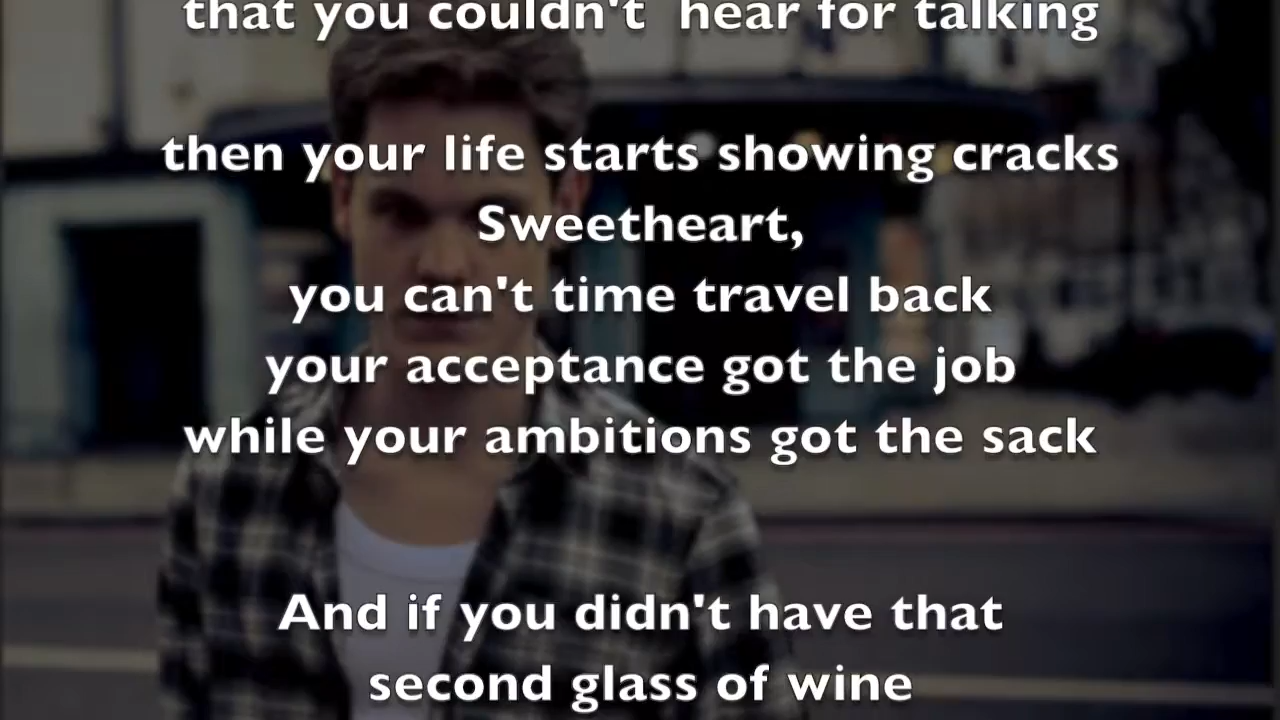 that you couldn't hear for talking
then your life starts showing cracks
Sweetheart,
you can't time travel back
your acceptance got the job
while your ambitions got the sack
And if you didn't have that
second glass of wine